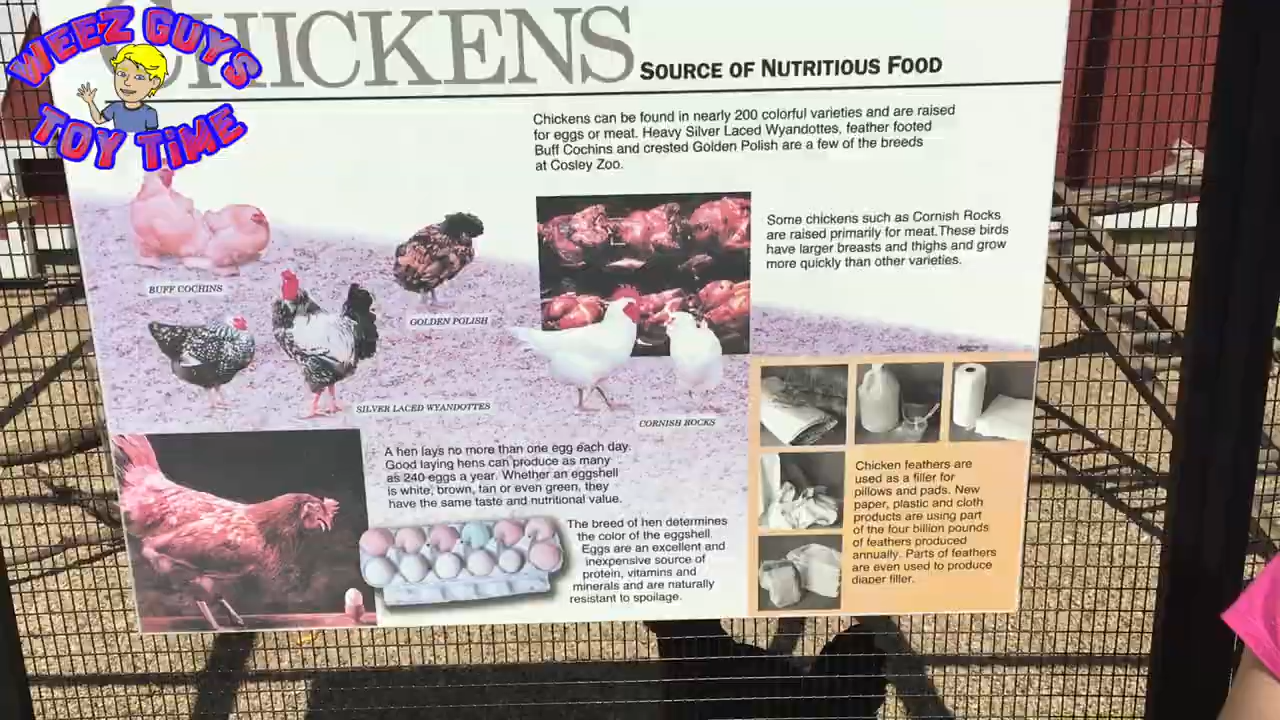 WEEZ GUYS
TOY TIME
CHICKENS
SOURCE OF NUTRITIOUS FOOD
Chickens can be found in nearly 200 colorful varieties and are raised
for eggs or meat. Heavy Silver Laced Wyandottes, feather footed
Buff Cochins and crested Golden Polish are a few of the breeds
at Cosley Zoo.
Some chickens such as Cornish Rocks
are raised primarily for meat.These birds
have larger breasts and thighs and grow
more quickly than other varieties.
BUFF COCHINS
GOLDEN POLISH
SILVER LACED WYANDOTTES
CORNISH ROCKS
A hen lays no more than one egg each day.
Good laying hens can produce as many
as 240 eggs a year. Whether an eggshell
is white, brown, tan or even green, they
have the same taste and nutritional value.
The breed of hen determines
the color of the eggshell.
Eggs are an excellent and
inexpensive source of
protein, vitamins and
minerals and are naturally
resistant to spoilage.
Chicken feathers are
used as a filler for
pillows and pads. New
paper, plastic and cloth
products are using part
of the four billion pounds
of feathers produced
annually. Parts of feathers
are even used to produce
diaper filler.